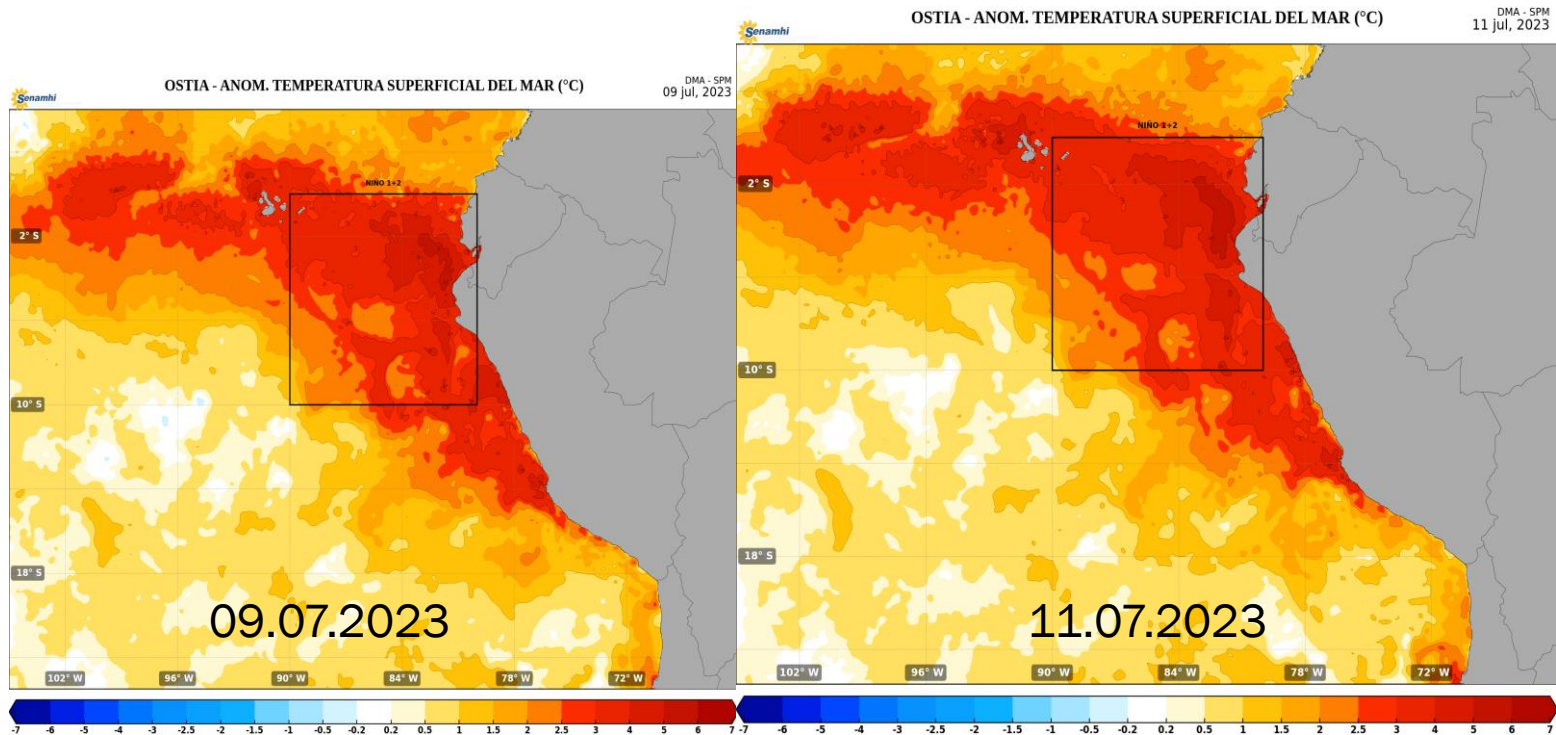 OSTIA - ANOM. TEMPERATURA SUPERFICIAL DEL MAR (°C)
DMA - SPM
09 jul, 2023
Senamhi
NIÑO 1+2
2° S
10° S
18° S
09.07.2023
102° W 96° W 90° W 84° W 78° W 72° W
-7 -6 -5 -4 -3 -2.5 -2 -1.5 -1 -0.5 -0.2 0.2 0.5 1 1.5 2 2.5 3 4 5 6 7
OSTIA - ANOM. TEMPERATURA SUPERFICIAL DEL MAR (°C)
DMA - SPM
11 jul, 2023
Senamhi
NIÑO 1+2
2° S
10° S
18° S
11.07.2023
102° W 96° W 90° W 84° W 78° W 72° W
-7 -6 -5 -4 -3 -2.5 -2 -1.5 -1 -0.5 -0.2 0.2 0.5 1 1.5 2 2.5 3 4 5 6 7